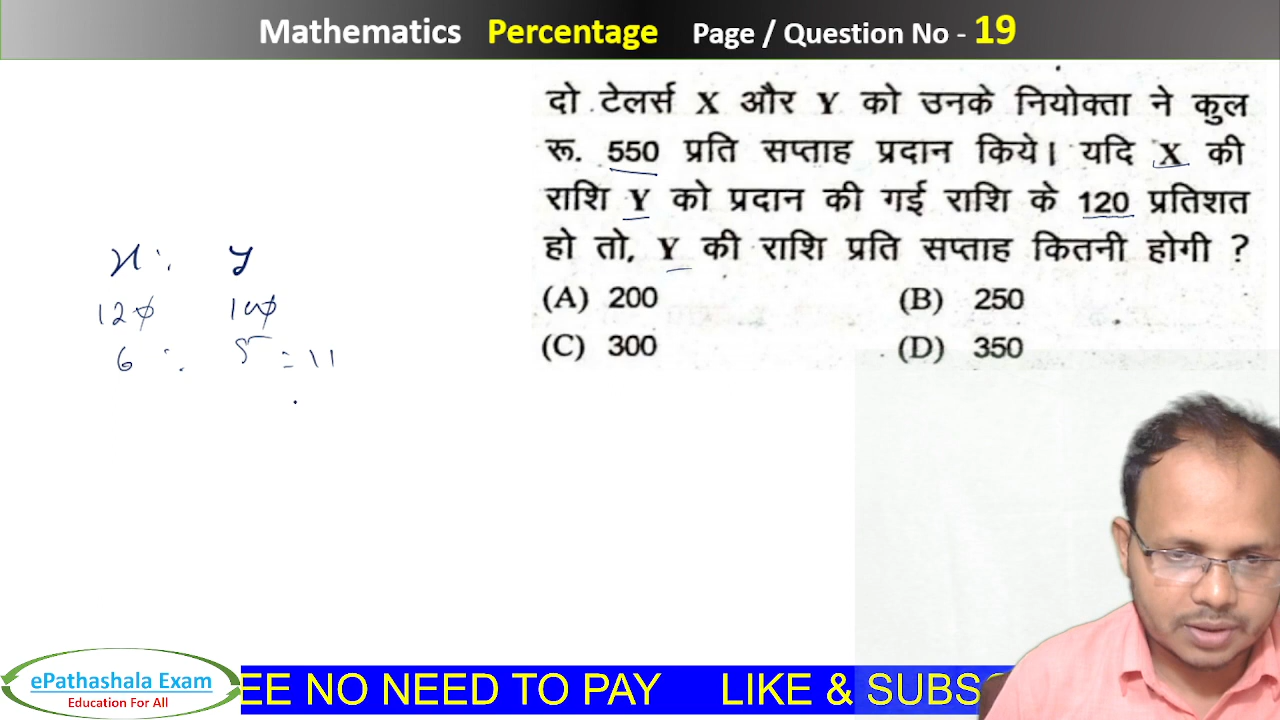 Mathematics Percentage Page / Question No - 19
दो टेलर्स X और Y को उनके नियोक्ता ने कुल
रू. 550 प्रति सप्ताह प्रदान किये। यदि X की
राशि Y को प्रदान की गई राशि के 120 प्रतिशत
हो तो, Y की राशि प्रति सप्ताह कितनी होगी ?
(A) 200 (B) 250
(C) 300 (D) 350
x : y
120 100
6 : 5 = 11
ePathashala Exam
Education For All
EE NO NEED TO PAY LIKE & SUBS